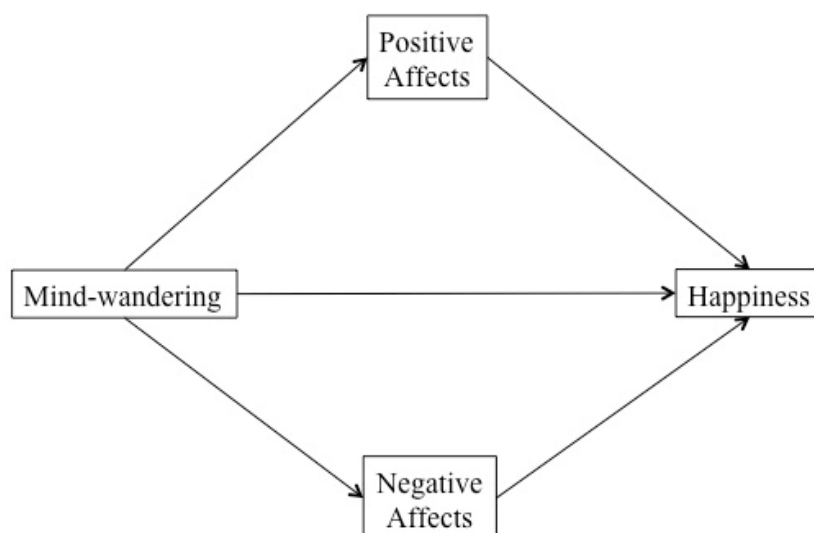 Positive
Affects
Mind-wandering
Happiness
Negative
Affects